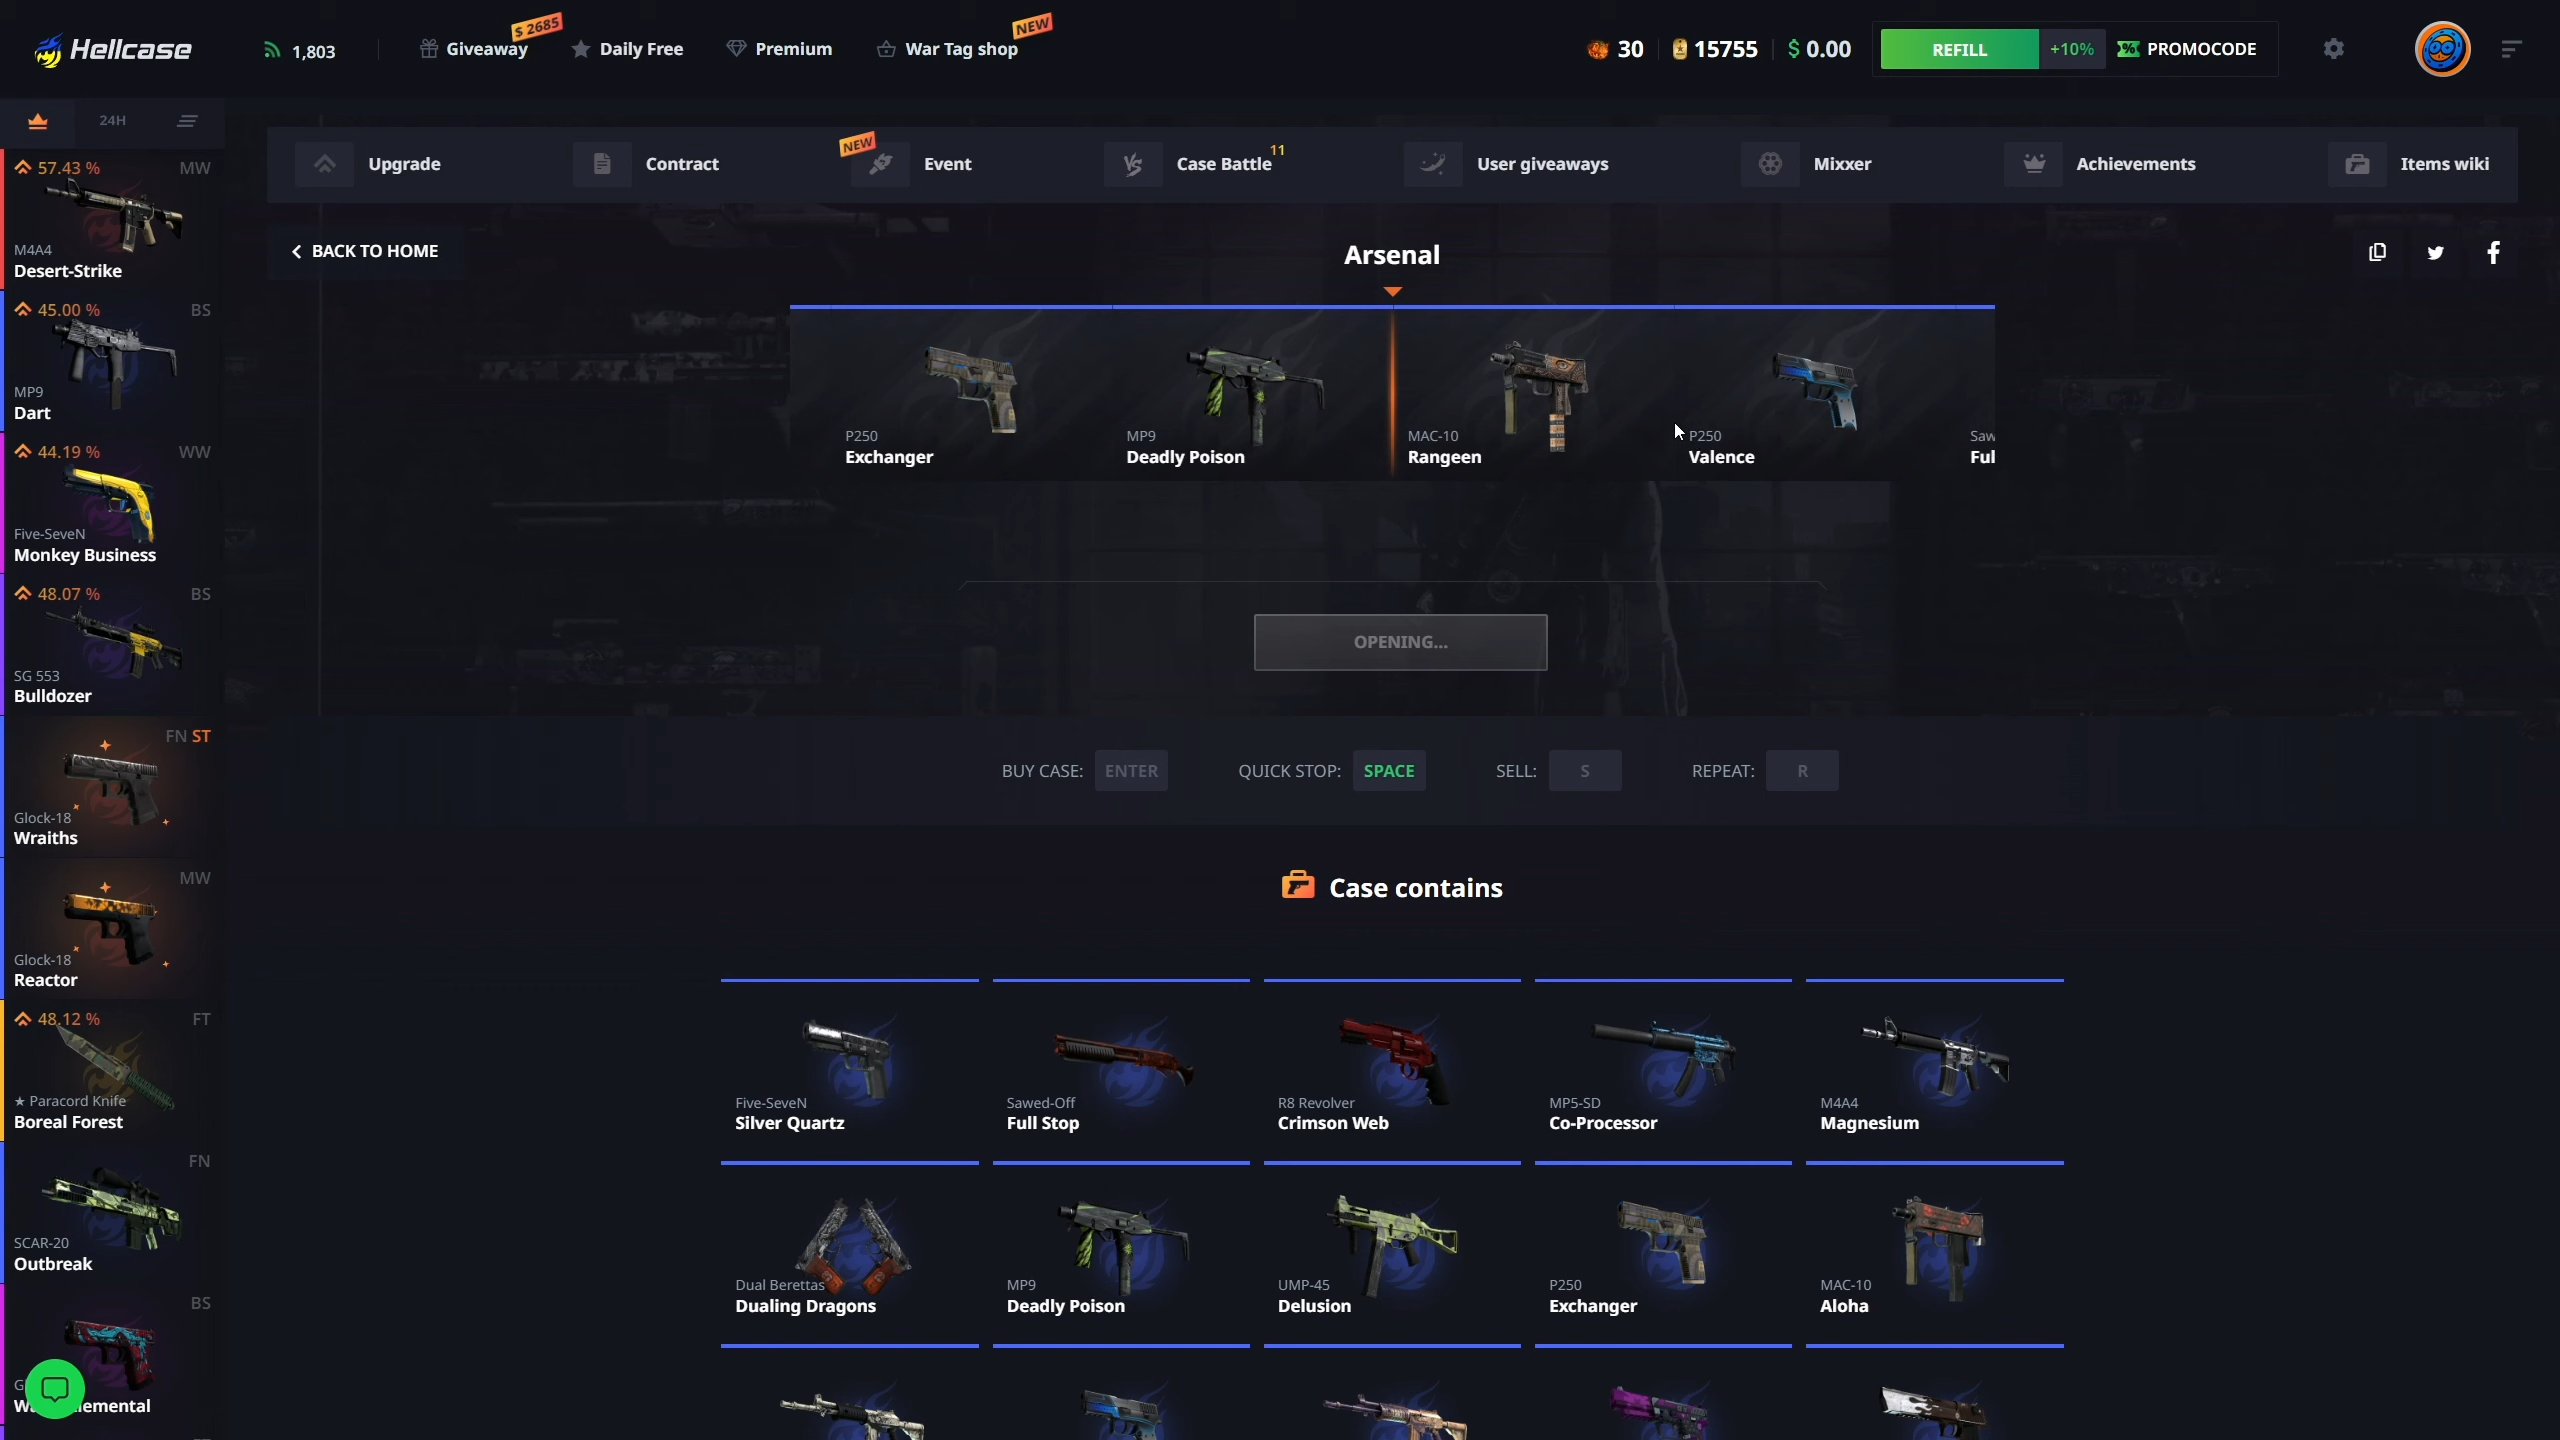 Hellcase
1,803
Giveaway
$ 2685
Daily Free
Premium
War Tag shop
NEW
30
15755
$ 0.00
REFILL
+10%
PROMOCODE
24H
Upgrade
Contract
NEW
Event
Case Battle
11
User giveaways
Mixxer
Achievements
Items wiki
57.43 %
MW
M4A4
Desert-Strike
45.00 %
BS
MP9
Dart
44.19 %
WW
Five-SeveN
Monkey Business
48.07 %
BS
SG 553
Bulldozer
FN ST
Glock-18
Wraiths
MW
Glock-18
Reactor
48.12 %
FT
★ Paracord Knife
Boreal Forest
FN
SCAR-20
Outbreak
BS
BACK TO HOME
Arsenal
P250
Exchanger
MP9
Deadly Poison
MAC-10
Rangeen
P250
Valence
Saw
Ful
OPENING...
BUY CASE:
ENTER
QUICK STOP:
SPACE
SELL:
S
REPEAT:
R
Case contains
Five-SeveN
Silver Quartz
Sawed-Off
Full Stop
R8 Revolver
Crimson Web
MP5-SD
Co-Processor
M4A4
Magnesium
Dual Berettas
Dualing Dragons
MP9
Deadly Poison
UMP-45
Delusion
P250
Exchanger
MAC-10
Aloha